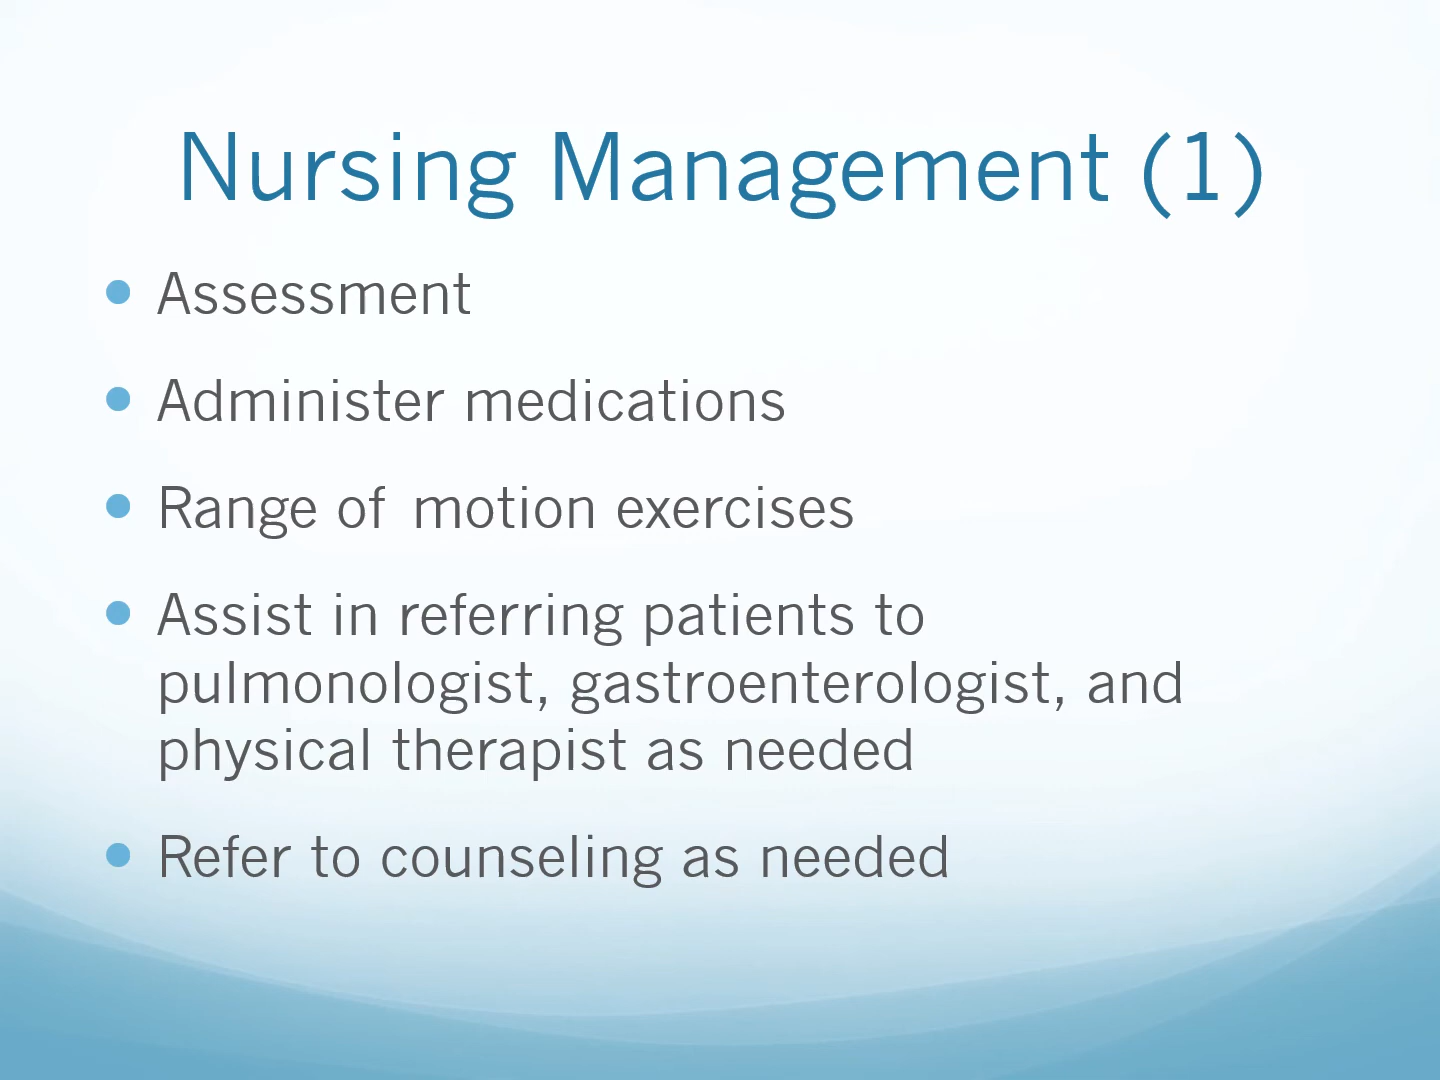 Nursing Management (1)
Assessment
Administer medications
Range of motion exercises
Assist in referring patients to
pulmonologist, gastroenterologist, and
physical therapist as needed
Refer to counseling as needed